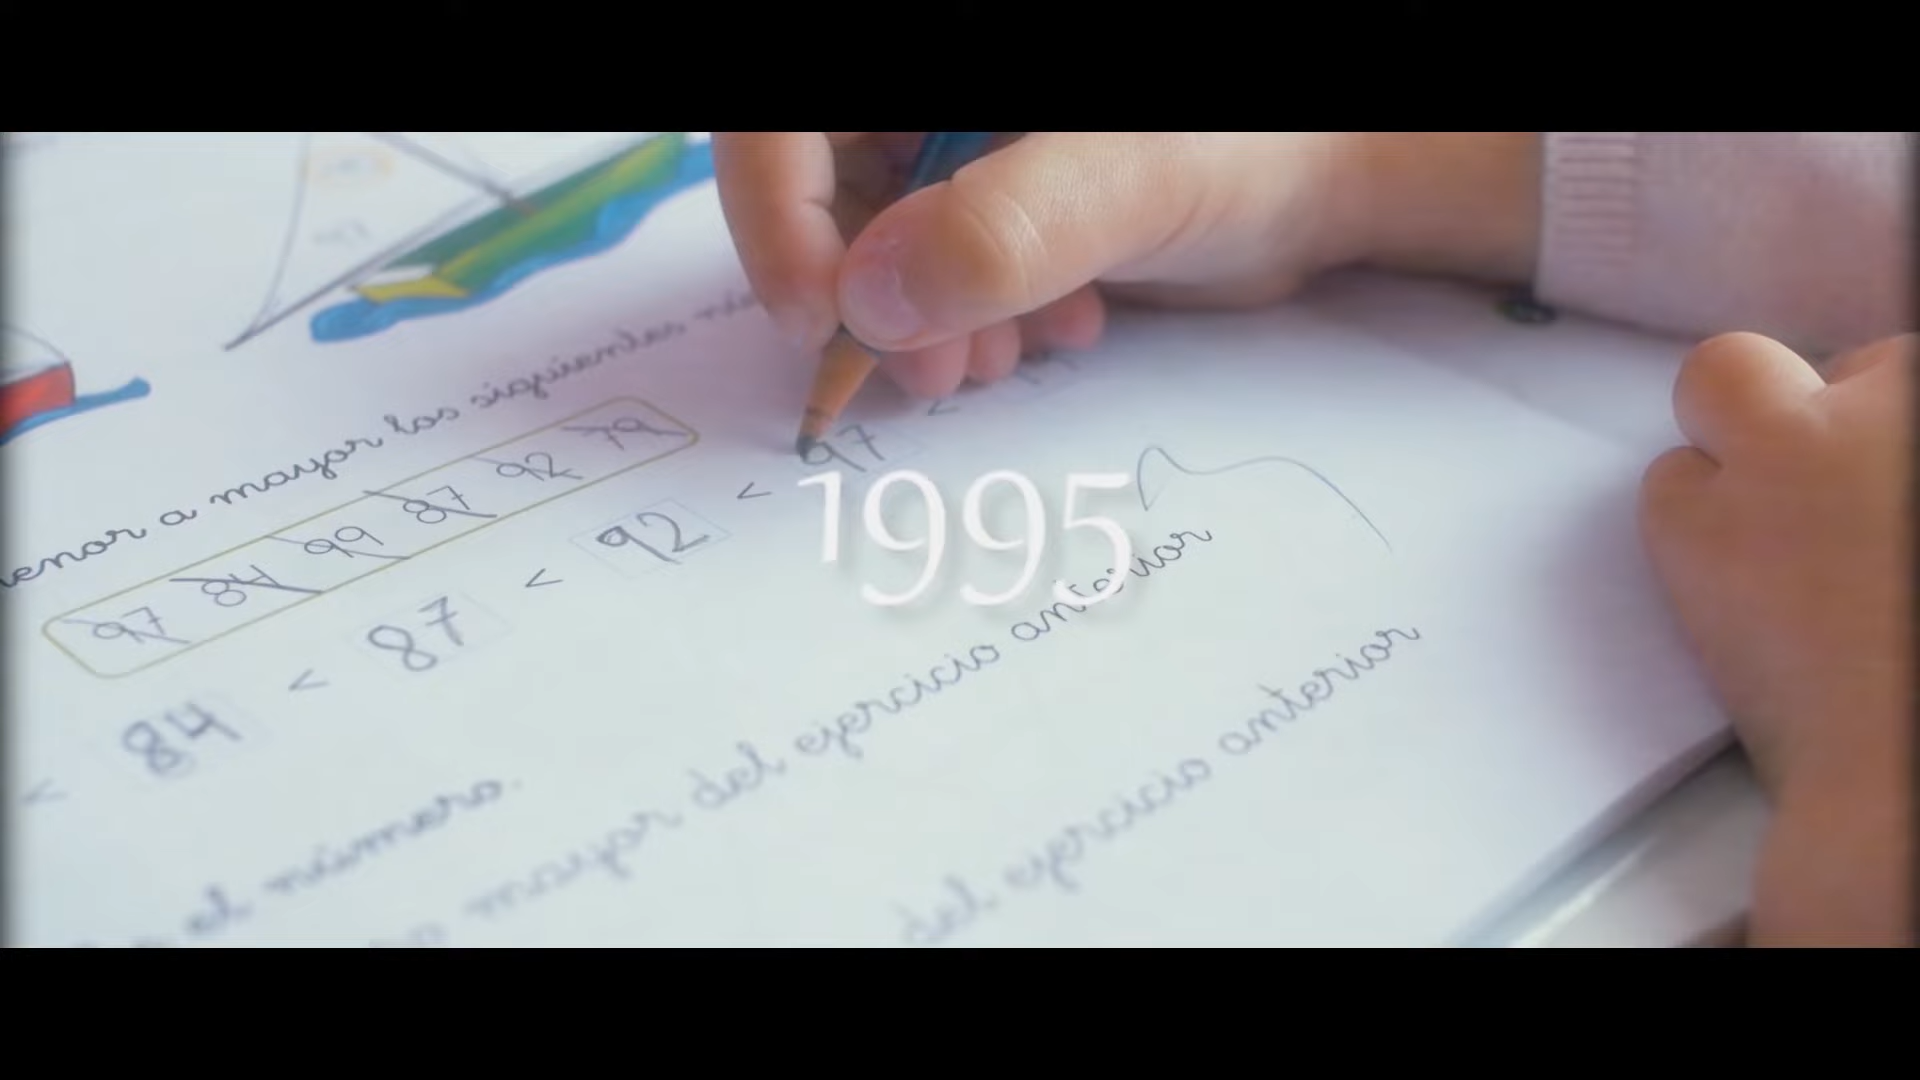 enor a mayor los siguientes
97 84 99 87 92 79
< 84 < 87 < 92 < 97 <
1995
el número.
mayor del ejercicio anterior
del ejercicio anterior